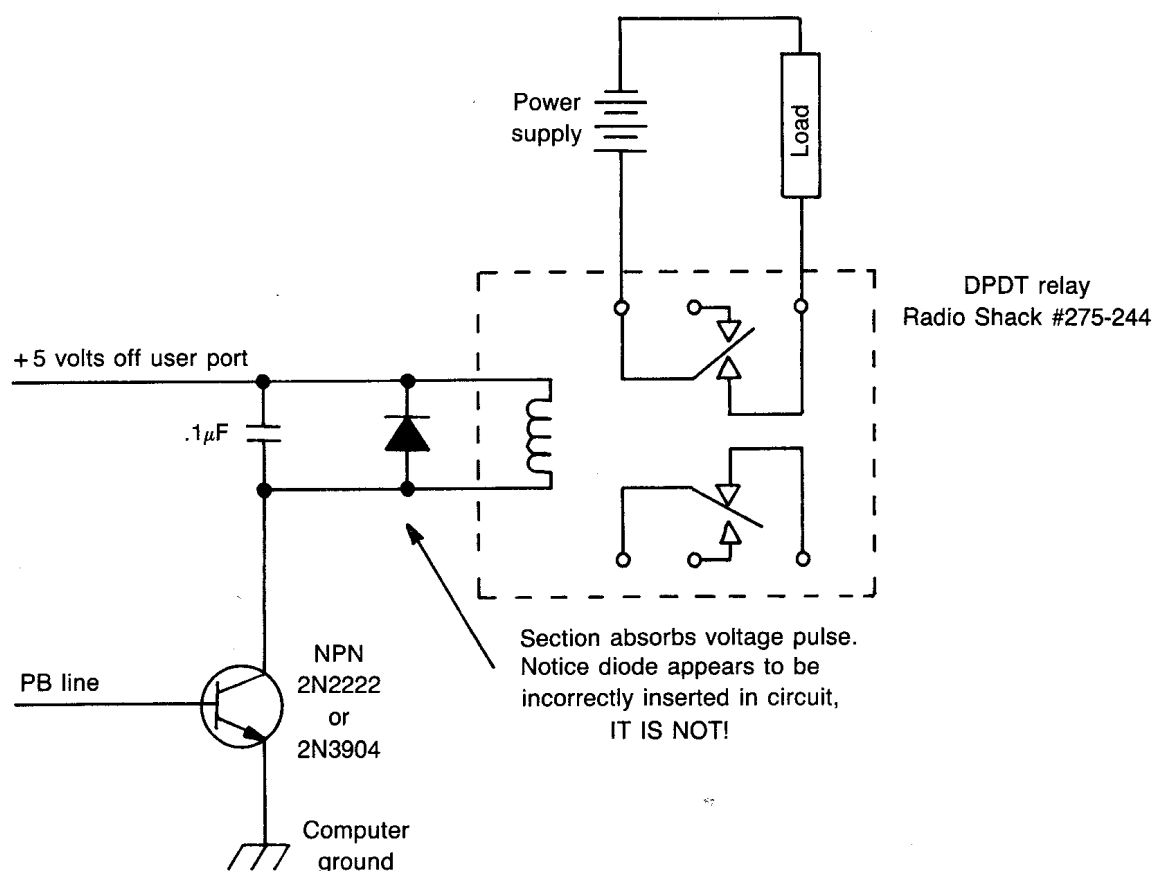 Power
supply
Load
DPDT relay
Radio Shack #275-244
+5 volts off user port
.1μF
Section absorbs voltage pulse.
Notice diode appears to be
incorrectly inserted in circuit,
IT IS NOT!
PB line
NPN
2N2222
or
2N3904
Computer
ground